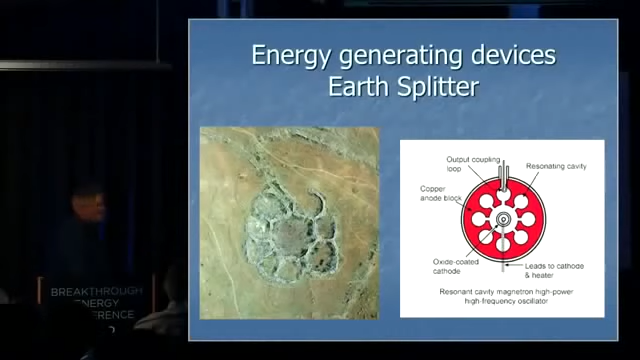 Energy generating devices
Earth Splitter
Output coupling
loop
Resonating cavity
Copper
anode block
Oxide-coated
cathode
Leads to cathode
& heater
Resonant cavity magnetron high-power
high-frequency oscillator
BREAKTHROUGH
ENERGY